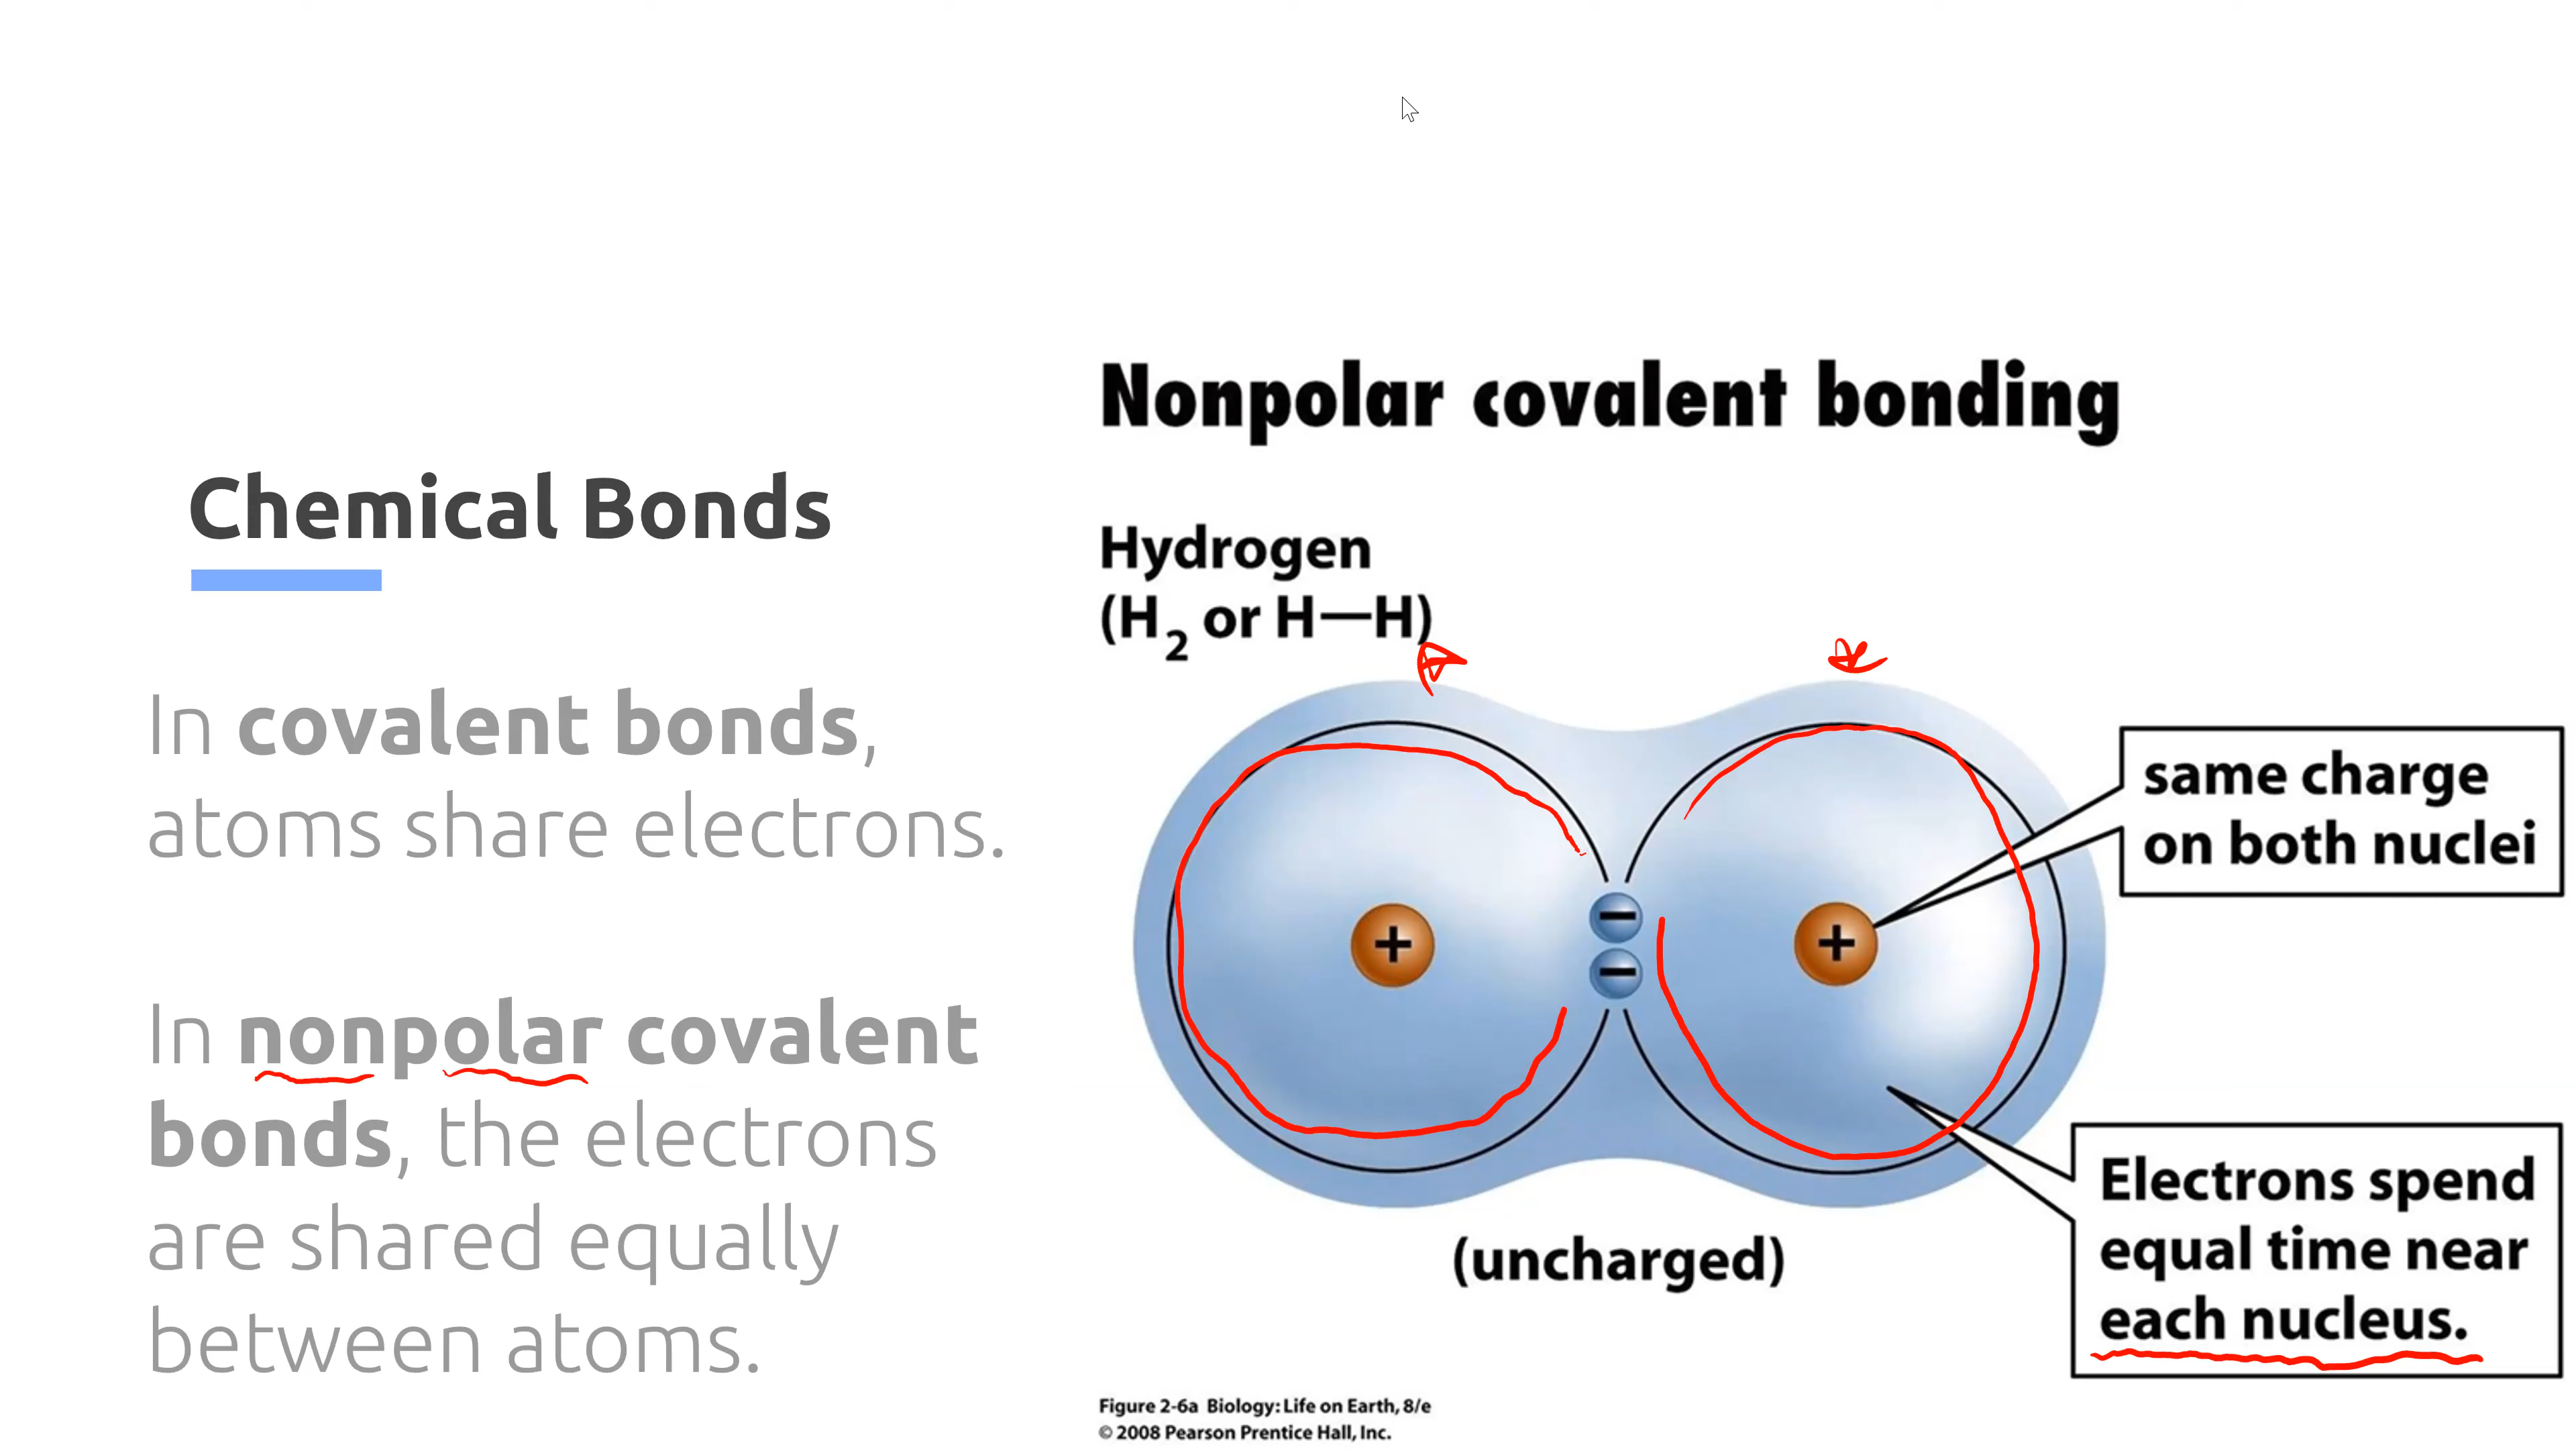 Chemical Bonds
In covalent bonds,
atoms share electrons.
In nonpolar covalent
bonds, the electrons
are shared equally
between atoms.
Nonpolar covalent bonding
Hydrogen
(H₂ or H—H)
+
−
−
+
same charge
on both nuclei
Electrons spend
equal time near
each nucleus.
(uncharged)
Figure 2-6a Biology: Life on Earth, 8/e
© 2008 Pearson Prentice Hall, Inc.